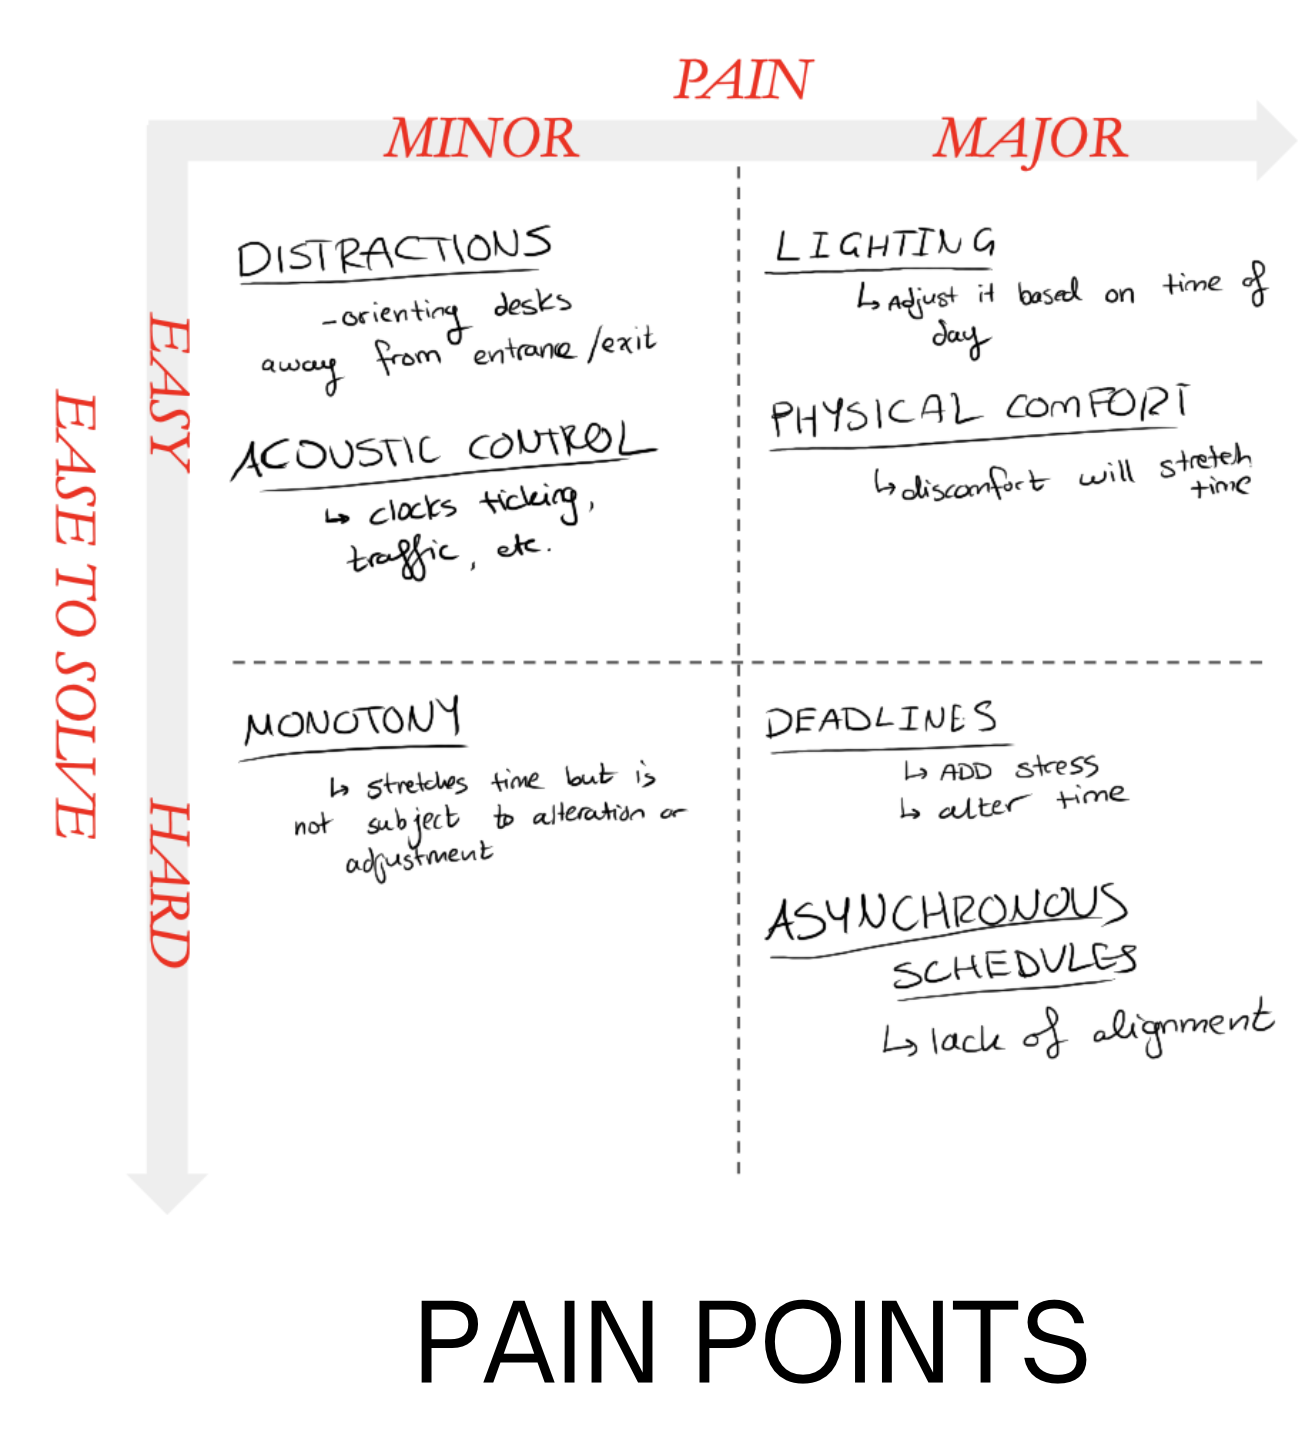 PAIN
MINOR
MAJOR
EASE TO SOLVE
EASY
DISTRACTIONS
-orienting desks
away from entrance/exit
ACOUSTIC CONTROL
↳ clocks ticking,
traffic, etc.
LIGHTING
↳ Adjust it based on time of
day
PHYSICAL COMFORT
↳ discomfort will stretch
time
HARD
MONOTONY
↳ stretches time but is
not subject to alteration or
adjustment
DEADLINES
↳ ADD stress
↳ alter time
ASYNCHRONOUS
SCHEDULES
↳ lack of alignment
PAIN POINTS